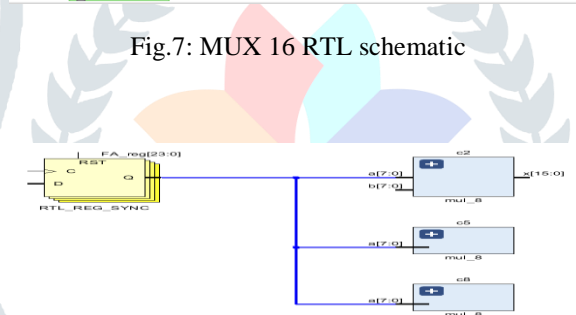 Fig.7: MUX 16 RTL schematic
FA_reg[23:0]
RST
C
Q
D
RTL_REG_SYNC
c2
a[7:0]
x[15:0]
b[7:0]
mul_8
c5
a[7:0]
mul_8
c8
a[7:0]
mul_8